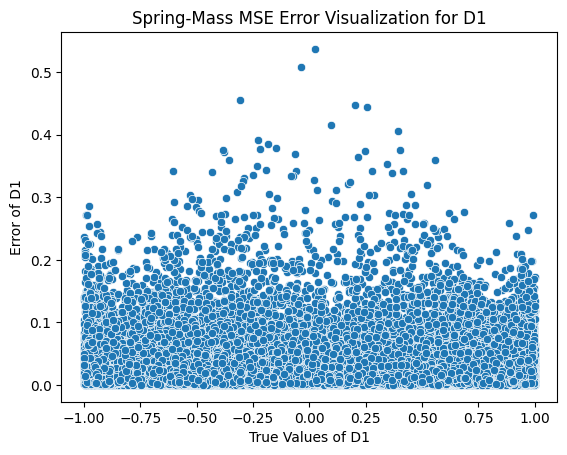 Spring-Mass MSE Error Visualization for D1
0.5
0.4
0.3
0.2
0.1
0.0
Error of D1
−1.00 −0.75 −0.50 −0.25 0.00 0.25 0.50 0.75 1.00
True Values of D1